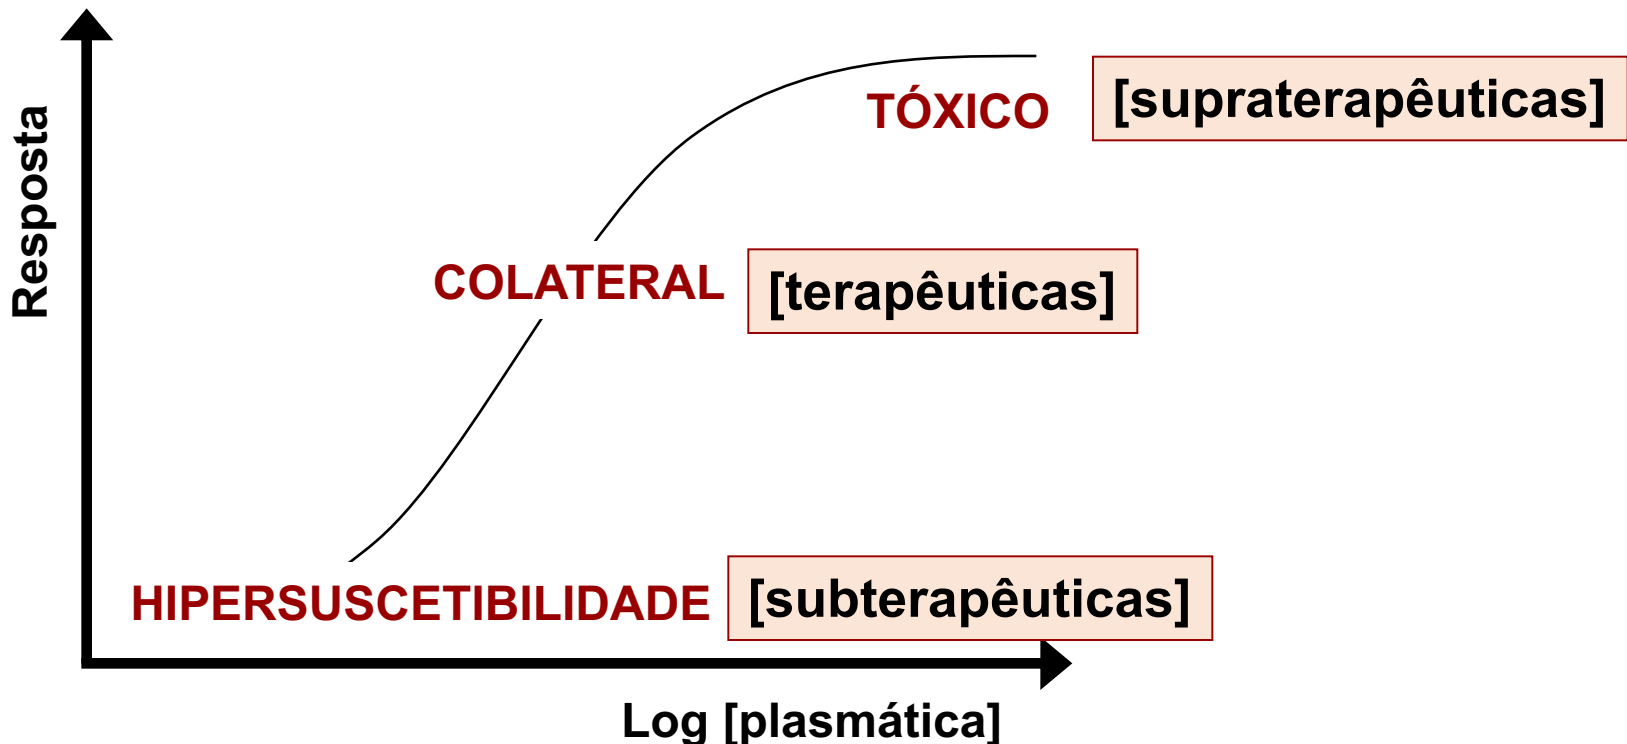 Resposta
TÓXICO
[supraterapêuticas]
COLATERAL
[terapêuticas]
HIPERSUSCETIBILIDADE
[subterapêuticas]
Log [plasmática]